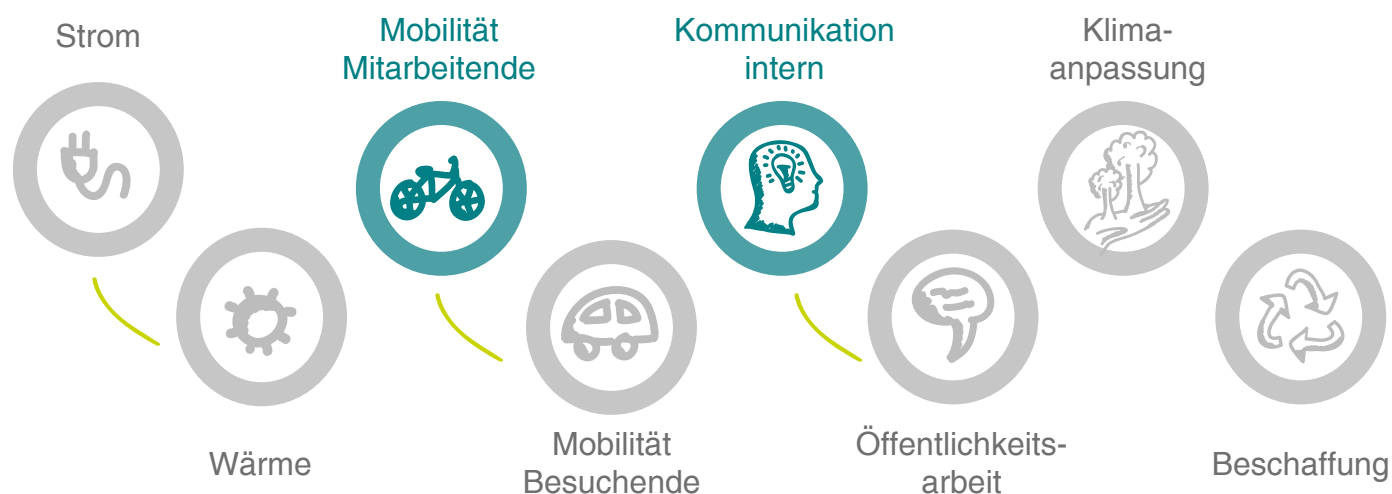 Strom
Mobilität
Mitarbeitende
Kommunikation
intern
Klima-
anpassung
Wärme
Mobilität
Besuchende
Öffentlichkeits-
arbeit
Beschaffung